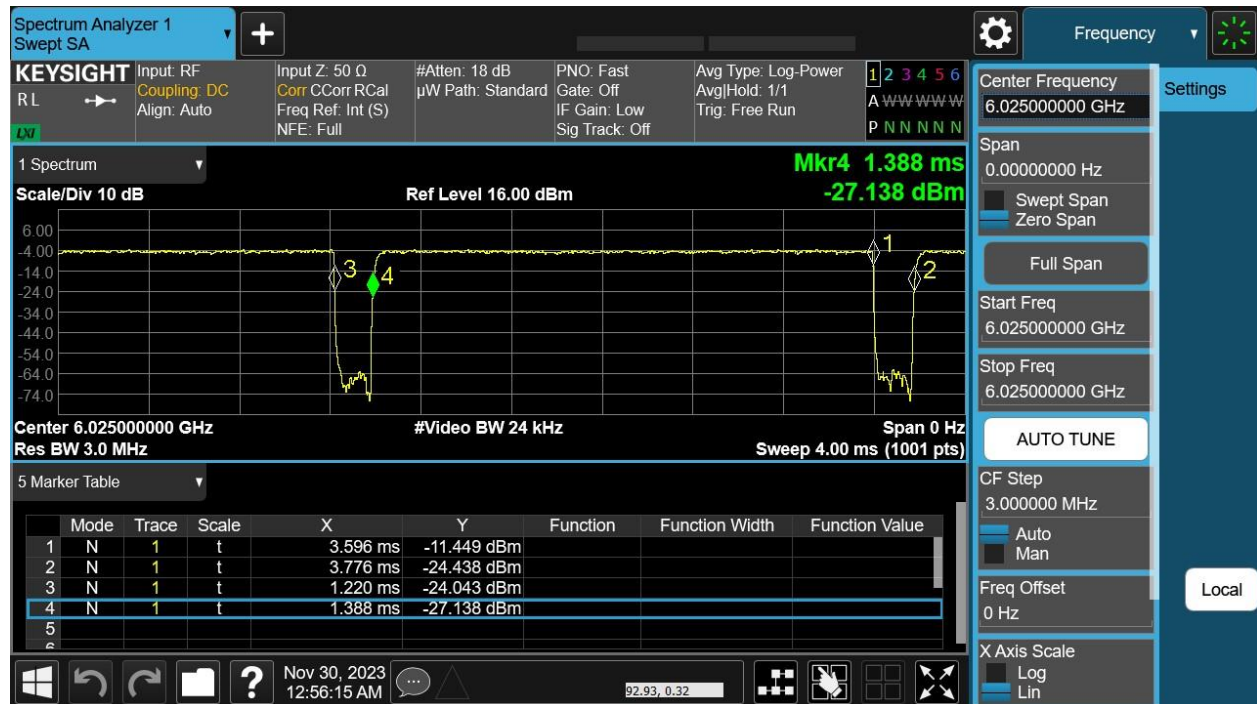 Spectrum Analyzer 1
Swept SA
+
Frequency
KEYSIGHT
RL
LXI
Input: RF
Coupling: DC
Align: Auto
Input Z: 50 Ω
Corr CCorr RCal
Freq Ref: Int (S)
NFE: Full
#Atten: 18 dB
µW Path: Standard
PNO: Fast
Gate: Off
IF Gain: Low
Sig Track: Off
Avg Type: Log-Power
Avg|Hold: 1/1
Trig: Free Run
1 2 3 4 5 6
A W W W W W
P N N N N N
1 Spectrum
Mkr4 1.388 ms
Scale/Div 10 dB
Ref Level 16.00 dBm
-27.138 dBm
6.00
-4.00
-14.0
-24.0
-34.0
-44.0
-54.0
-64.0
-74.0
3
4
1
2
Center 6.025000000 GHz
#Video BW 24 kHz
Span 0 Hz
Res BW 3.0 MHz
Sweep 4.00 ms (1001 pts)
5 Marker Table
Mode Trace Scale X Y Function Function Width Function Value
1 N 1 t 3.596 ms -11.449 dBm
2 N 1 t 3.776 ms -24.438 dBm
3 N 1 t 1.220 ms -24.043 dBm
4 N 1 t 1.388 ms -27.138 dBm
5
6
?
Nov 30, 2023
12:56:15 AM
92.93, 0.32
Center Frequency
6.025000000 GHz
Span
0.00000000 Hz
Swept Span
Zero Span
Full Span
Start Freq
6.025000000 GHz
Stop Freq
6.025000000 GHz
AUTO TUNE
CF Step
3.000000 MHz
Auto
Man
Freq Offset
0 Hz
X Axis Scale
Log
Lin
Settings
Local